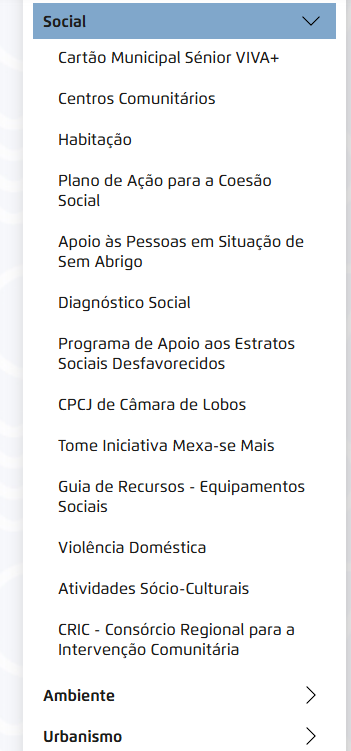 Social
Cartão Municipal Sénior VIVA+
Centros Comunitários
Habitação
Plano de Ação para a Coesão
Social
Apoio às Pessoas em Situação de
Sem Abrigo
Diagnóstico Social
Programa de Apoio aos Estratos
Sociais Desfavorecidos
CPCJ de Câmara de Lobos
Tome Iniciativa Mexa-se Mais
Guia de Recursos - Equipamentos
Sociais
Violência Doméstica
Atividades Sócio-Culturais
CRIC - Consórcio Regional para a
Intervenção Comunitária
Ambiente
Urbanismo